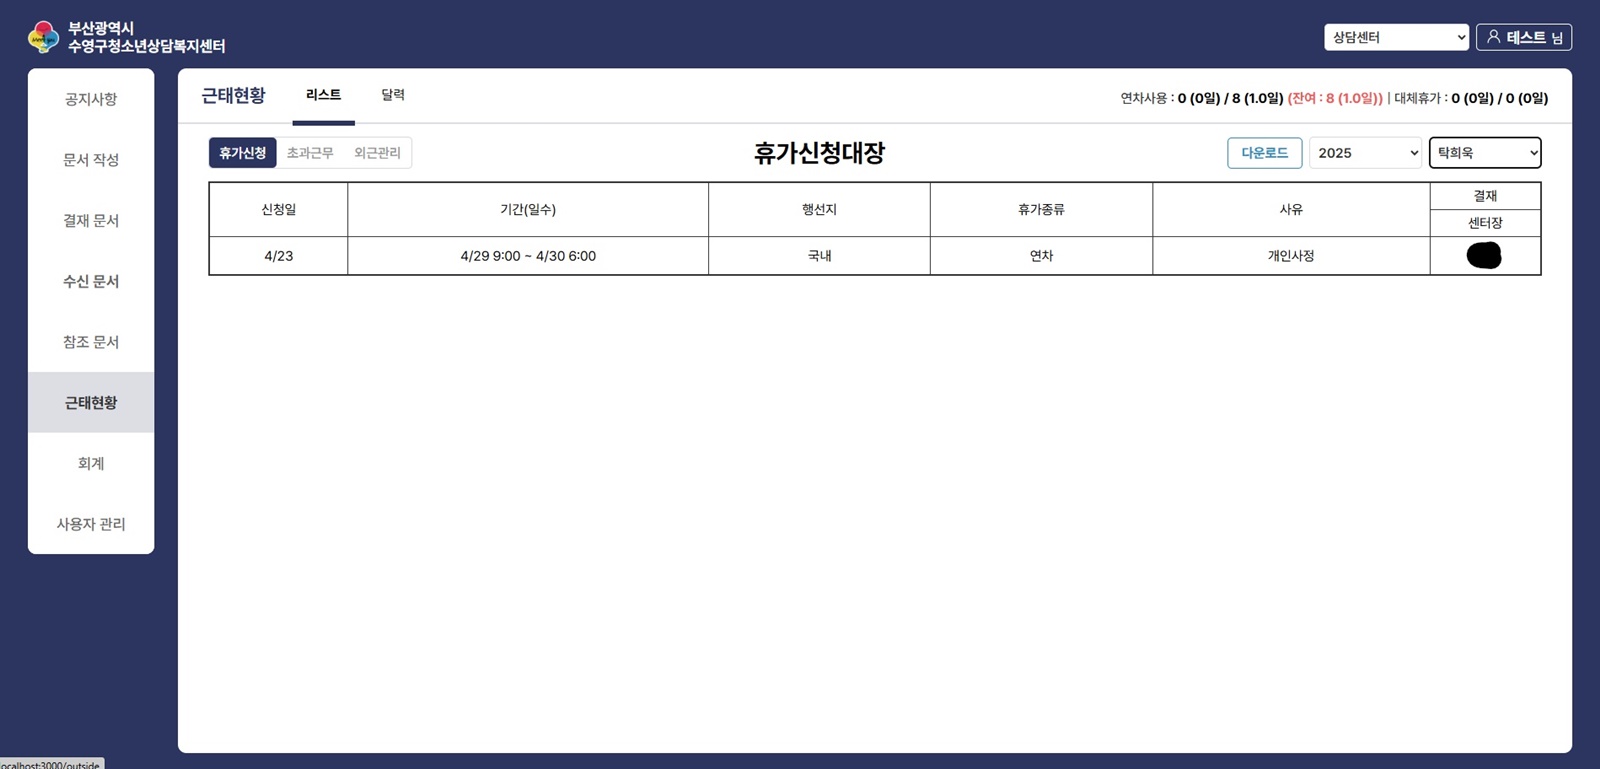 부산광역시
수영구청소년상담복지센터
상담센터
테스트 님
공지사항
문서 작성
결재 문서
수신 문서
참조 문서
근태현황
회계
사용자 관리
근태현황 리스트 달력
연차사용 : 0 (0일) / 8 (1.0일) (잔여 : 8 (1.0일)) | 대체휴가 : 0 (0일) / 0 (0일)
휴가신청 초과근무 외근관리
휴가신청대장
다운로드 2025 탁희욱
신청일 기간(일수) 행선지 휴가종류 사유 결재
센터장
4/23 4/29 9:00 ~ 4/30 6:00 국내 연차 개인사정
localhost:3000/outside